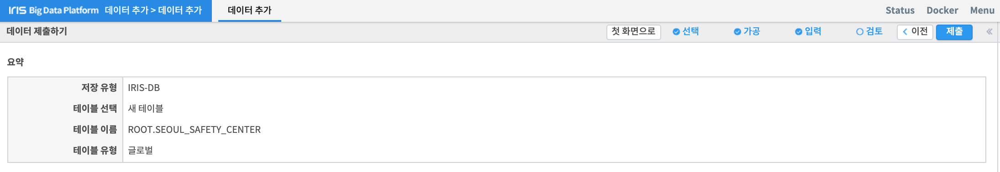 IRIS Big Data Platform 데이터 추가 > 데이터 추가 데이터 추가 Status Docker Menu
데이터 제출하기 첫 화면으로 선택 가공 입력 검토 < 이전 제출 «
요약
저장 유형 IRIS-DB
테이블 선택 새 테이블
테이블 이름 ROOT.SEOUL_SAFETY_CENTER
테이블 유형 글로벌